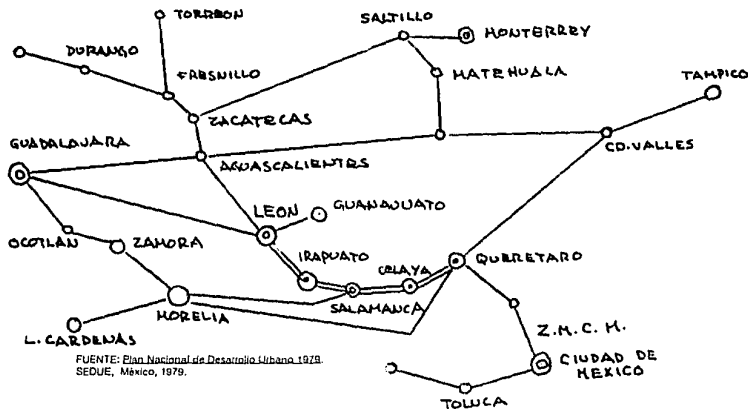 TORREON
SALTILLO
MONTERREY
DURANGO
FRESNILLO
MATEHUALA
TAMPICO
ZACATECAS
GUADALAJARA
AGUASCALIENTES
CD.VALLES
LEON
GUANAJUATO
OCOTLAN
ZAMORA
IRAPUATO
CELAYA
QUERETARO
SALAMANCA
MORELIA
L. CARDENAS
Z.M.C.M.
CIUDAD DE
MEXICO
TOLUCA
FUENTE: Plan Nacional de Desarrollo Urbano 1979.
SEDUE, México, 1979.